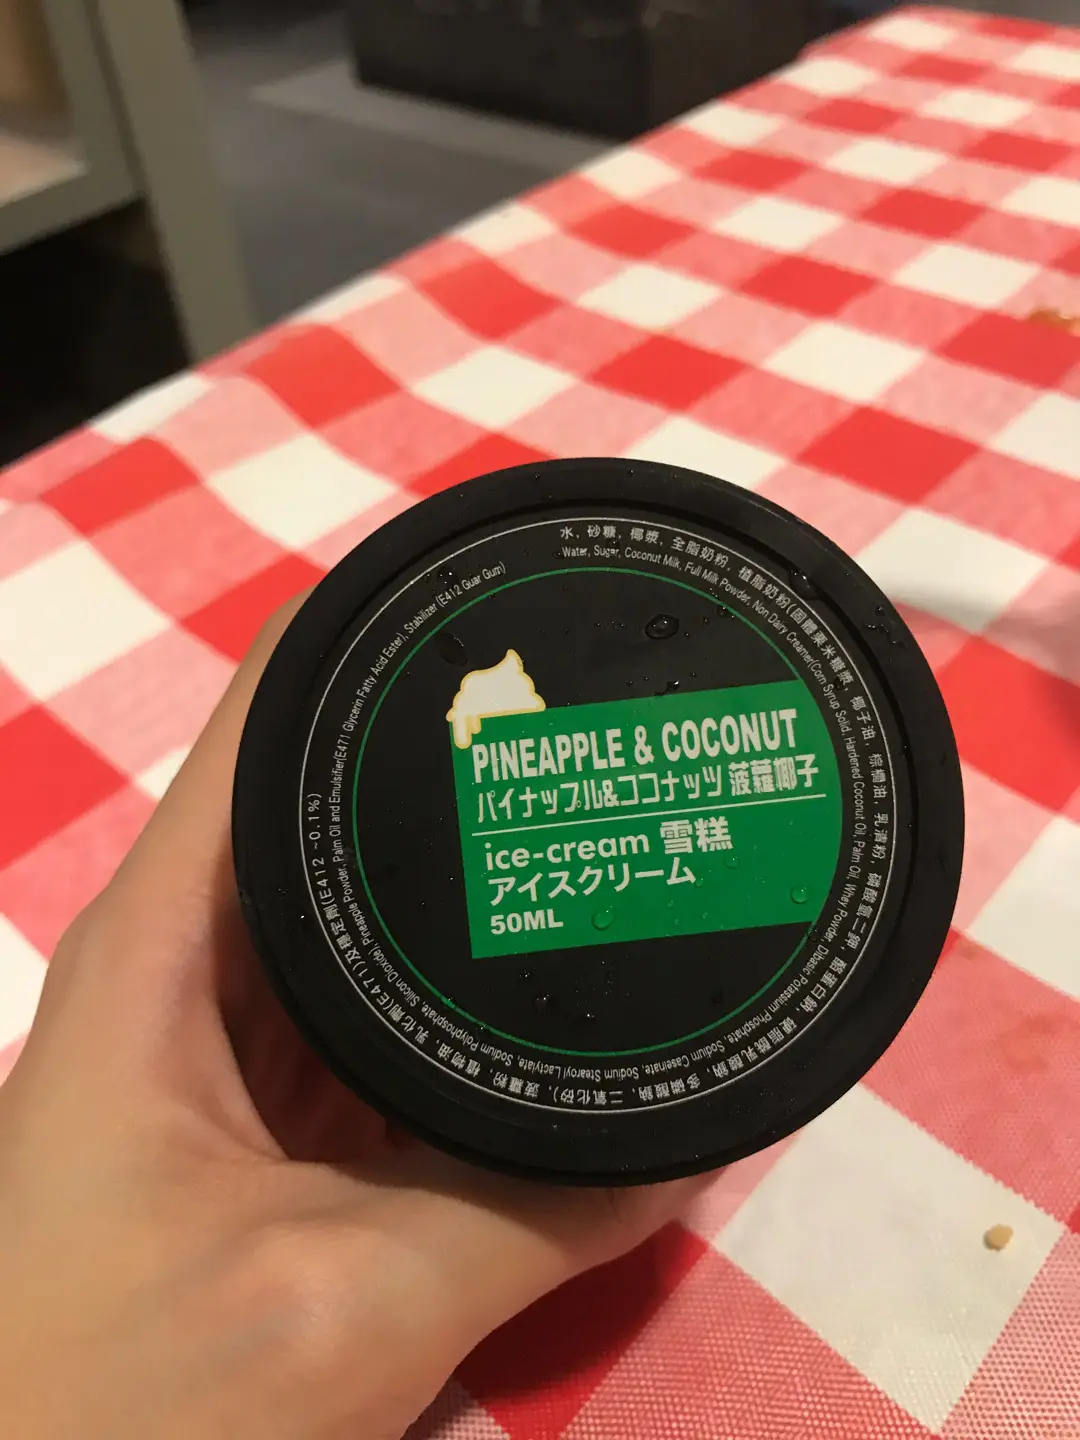 PINEAPPLE & COCONUT
パイナップル&ココナッツ 菠蘿椰子
ice-cream 雪糕
アイスクリーム
50ML
水, 砂糖, 椰漿, 全脂奶粉, 植脂奶粉(固體粟米糖漿, 椰子油, 棕櫚油, 乳清粉, 磷酸氫二鉀, 酪蛋白鈉, 硬脂酰乳酸鈉, 多磷酸鈉, 二氧化矽), 菠蘿粉, 植物油, 乳化劑(E471)及穩定劑(E412 ~0.1%)
Water, Sugar, Coconut Milk, Full Milk Powder, Non Dairy Creamer(Corn Syrup Solid, Hardened Coconut Oil, Palm Oil, Whey Powder, Dibasic Potassium Phosphate, Sodium Caseinate, Sodium Stearoyl Lactylate, Sodium Polyphosphate, Silicon Dioxide), Pineapple Powder, Palm Oil and Emulsifier(E471 Glycerin Fatty Acid Ester), Stabilizer (E412 Guar Gum)